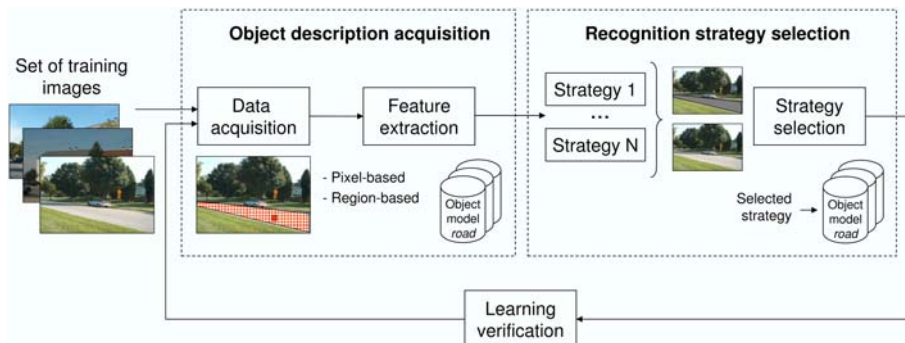 Object description acquisition
Recognition strategy selection
Set of training
images
Data
acquisition
Feature
extraction
Strategy 1
...
Strategy N
Strategy
selection
- Pixel-based
- Region-based
Object
model
road
Selected
strategy
Object
model
road
Learning
verification